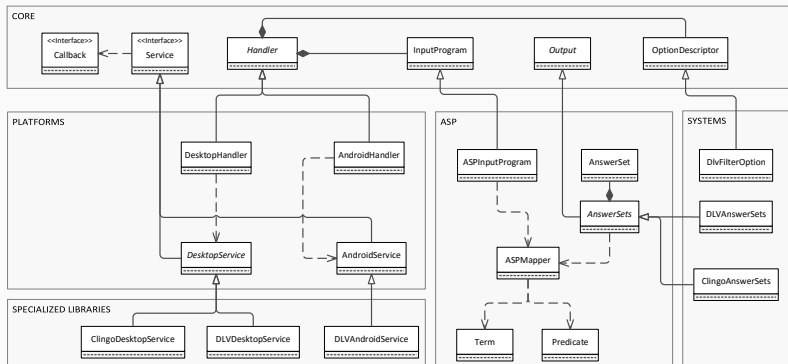 CORE
<<Interface>>
Callback
<<Interface>>
Service
Handler
InputProgram
Output
OptionDescriptor
PLATFORMS
DesktopHandler
AndroidHandler
DesktopService
AndroidService
ASP
ASPInputProgram
AnswerSet
AnswerSets
ASPMapper
Term
Predicate
SYSTEMS
DlvFilterOption
DLVAnswerSets
ClingoAnswerSets
SPECIALIZED LIBRARIES
ClingoDesktopService
DLVDesktopService
DLVAndroidService